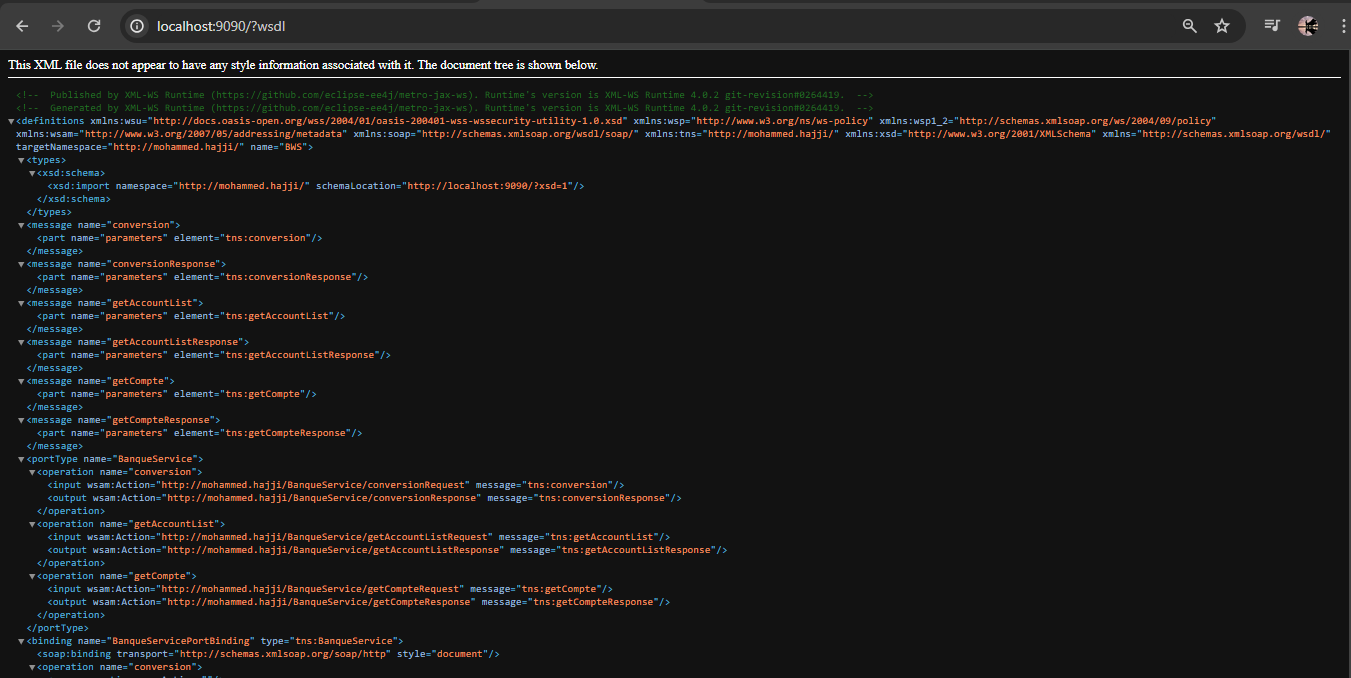 localhost:9090/?wsdl
This XML file does not appear to have any style information associated with it. The document tree is shown below.
<!-- Published by XML-WS Runtime (https://github.com/eclipse-ee4j/metro-jax-ws). Runtime's version is XML-WS Runtime 4.0.2 git-revision#0264419. -->
<!-- Generated by XML-WS Runtime (https://github.com/eclipse-ee4j/metro-jax-ws). Runtime's version is XML-WS Runtime 4.0.2 git-revision#0264419. -->
▼<definitions xmlns:wsu="http://docs.oasis-open.org/wss/2004/01/oasis-200401-wss-wssecurity-utility-1.0.xsd" xmlns:wsp="http://www.w3.org/ns/ws-policy" xmlns:wsp1_2="http://schemas.xmlsoap.org/ws/2004/09/policy"
xmlns:wsam="http://www.w3.org/2007/05/addressing/metadata" xmlns:soap="http://schemas.xmlsoap.org/wsdl/soap/" xmlns:tns="http://mohammed.hajji/" xmlns:xsd="http://www.w3.org/2001/XMLSchema" xmlns="http://schemas.xmlsoap.org/wsdl/"
targetNamespace="http://mohammed.hajji/" name="BWS">
▼<types>
▼<xsd:schema>
<xsd:import namespace="http://mohammed.hajji/" schemaLocation="http://localhost:9090/?xsd=1"/>
</xsd:schema>
</types>
▼<message name="conversion">
<part name="parameters" element="tns:conversion"/>
</message>
▼<message name="conversionResponse">
<part name="parameters" element="tns:conversionResponse"/>
</message>
▼<message name="getAccountList">
<part name="parameters" element="tns:getAccountList"/>
</message>
▼<message name="getAccountListResponse">
<part name="parameters" element="tns:getAccountListResponse"/>
</message>
▼<message name="getCompte">
<part name="parameters" element="tns:getCompte"/>
</message>
▼<message name="getCompteResponse">
<part name="parameters" element="tns:getCompteResponse"/>
</message>
▼<portType name="BanqueService">
▼<operation name="conversion">
<input wsam:Action="http://mohammed.hajji/BanqueService/conversionRequest" message="tns:conversion"/>
<output wsam:Action="http://mohammed.hajji/BanqueService/conversionResponse" message="tns:conversionResponse"/>
</operation>
▼<operation name="getAccountList">
<input wsam:Action="http://mohammed.hajji/BanqueService/getAccountListRequest" message="tns:getAccountList"/>
<output wsam:Action="http://mohammed.hajji/BanqueService/getAccountListResponse" message="tns:getAccountListResponse"/>
</operation>
▼<operation name="getCompte">
<input wsam:Action="http://mohammed.hajji/BanqueService/getCompteRequest" message="tns:getCompte"/>
<output wsam:Action="http://mohammed.hajji/BanqueService/getCompteResponse" message="tns:getCompteResponse"/>
</operation>
</portType>
▼<binding name="BanqueServicePortBinding" type="tns:BanqueService">
<soap:binding transport="http://schemas.xmlsoap.org/soap/http" style="document"/>
▼<operation name="conversion">